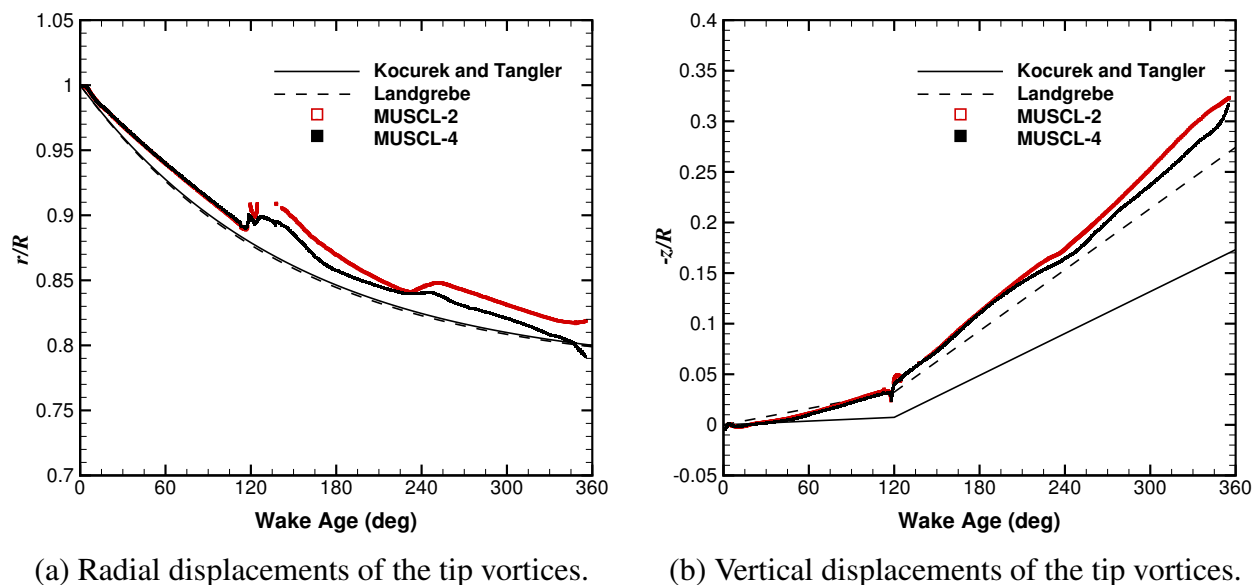 1.05
1
0.95
0.9
0.85
0.8
0.75
0.7
r/R
0 60 120 180 240 300 360
Wake Age (deg)
Kocurek and Tangler
Landgrebe
MUSCL-2
MUSCL-4
(a) Radial displacements of the tip vortices.
0.4
0.35
0.3
0.25
0.2
0.15
0.1
0.05
0
-0.05
-z/R
0 60 120 180 240 300 360
Wake Age (deg)
Kocurek and Tangler
Landgrebe
MUSCL-2
MUSCL-4
(b) Vertical displacements of the tip vortices.